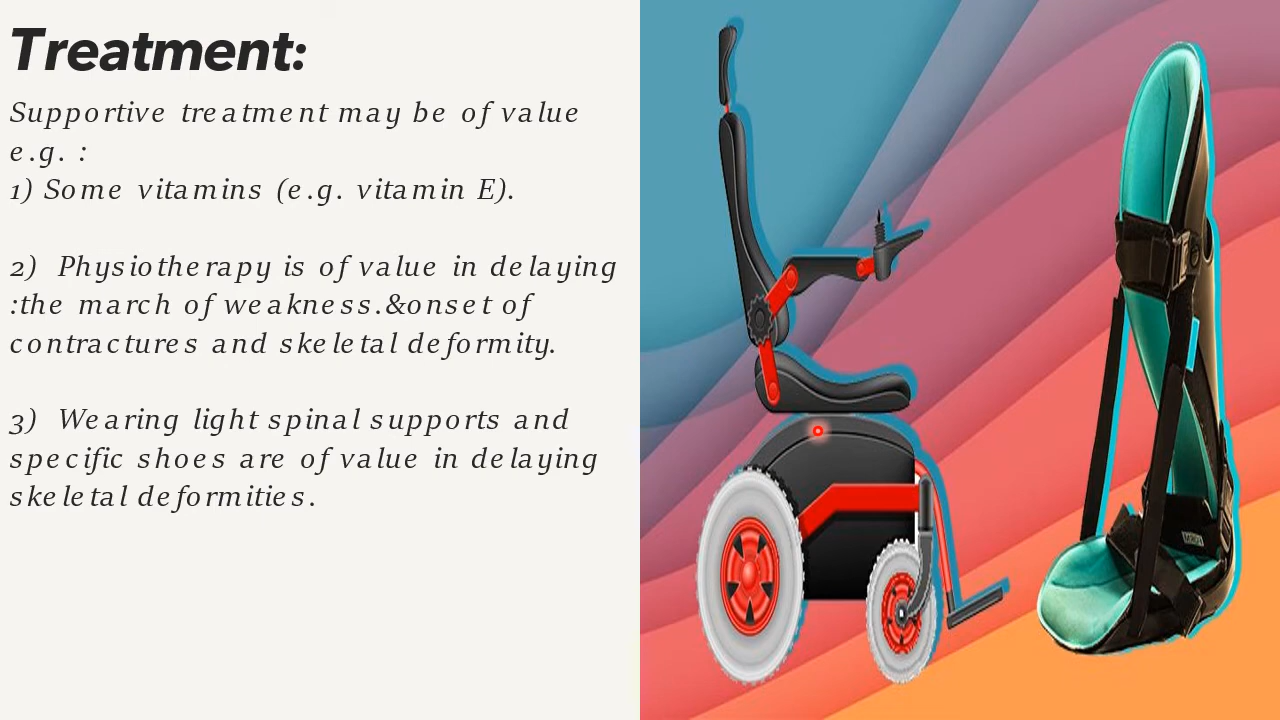 Treatment:
Supportive treatment may be of value
e.g. :
1) Some vitamins (e.g. vitamin E).
2) Physiotherapy is of value in delaying
:the march of weakness.&onset of
contractures and skeletal deformity.
3) Wearing light spinal supports and
specific shoes are of value in delaying
skeletal deformities.